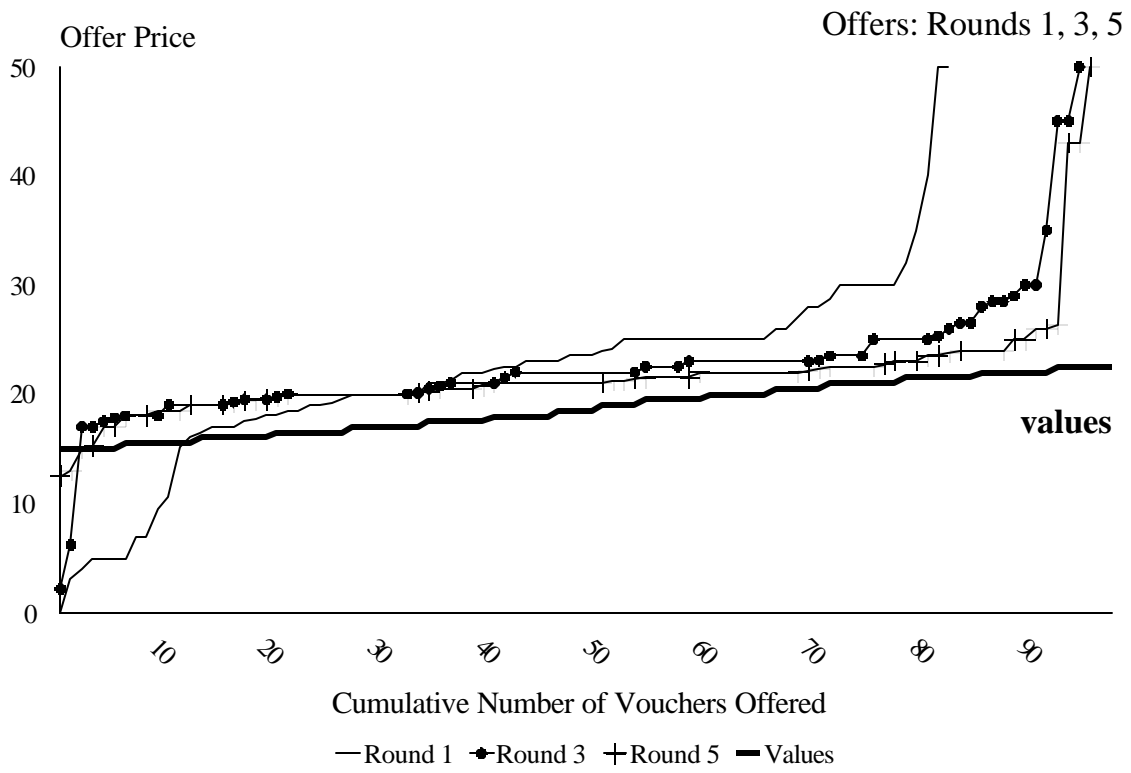 Offers: Rounds 1, 3, 5
Offer Price
50
40
30
20
10
0
values
10 20 30 40 50 60 70 80 90
Cumulative Number of Vouchers Offered
Round 1 Round 3 Round 5 Values